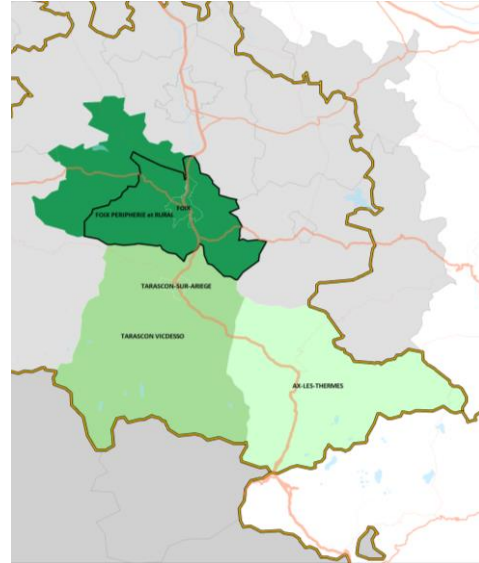 FOIX
FOIX PERIPHERIE et RURAL
TARASCON-SUR-ARIEGE
TARASCON VICDESSO
AX-LES-THERMES